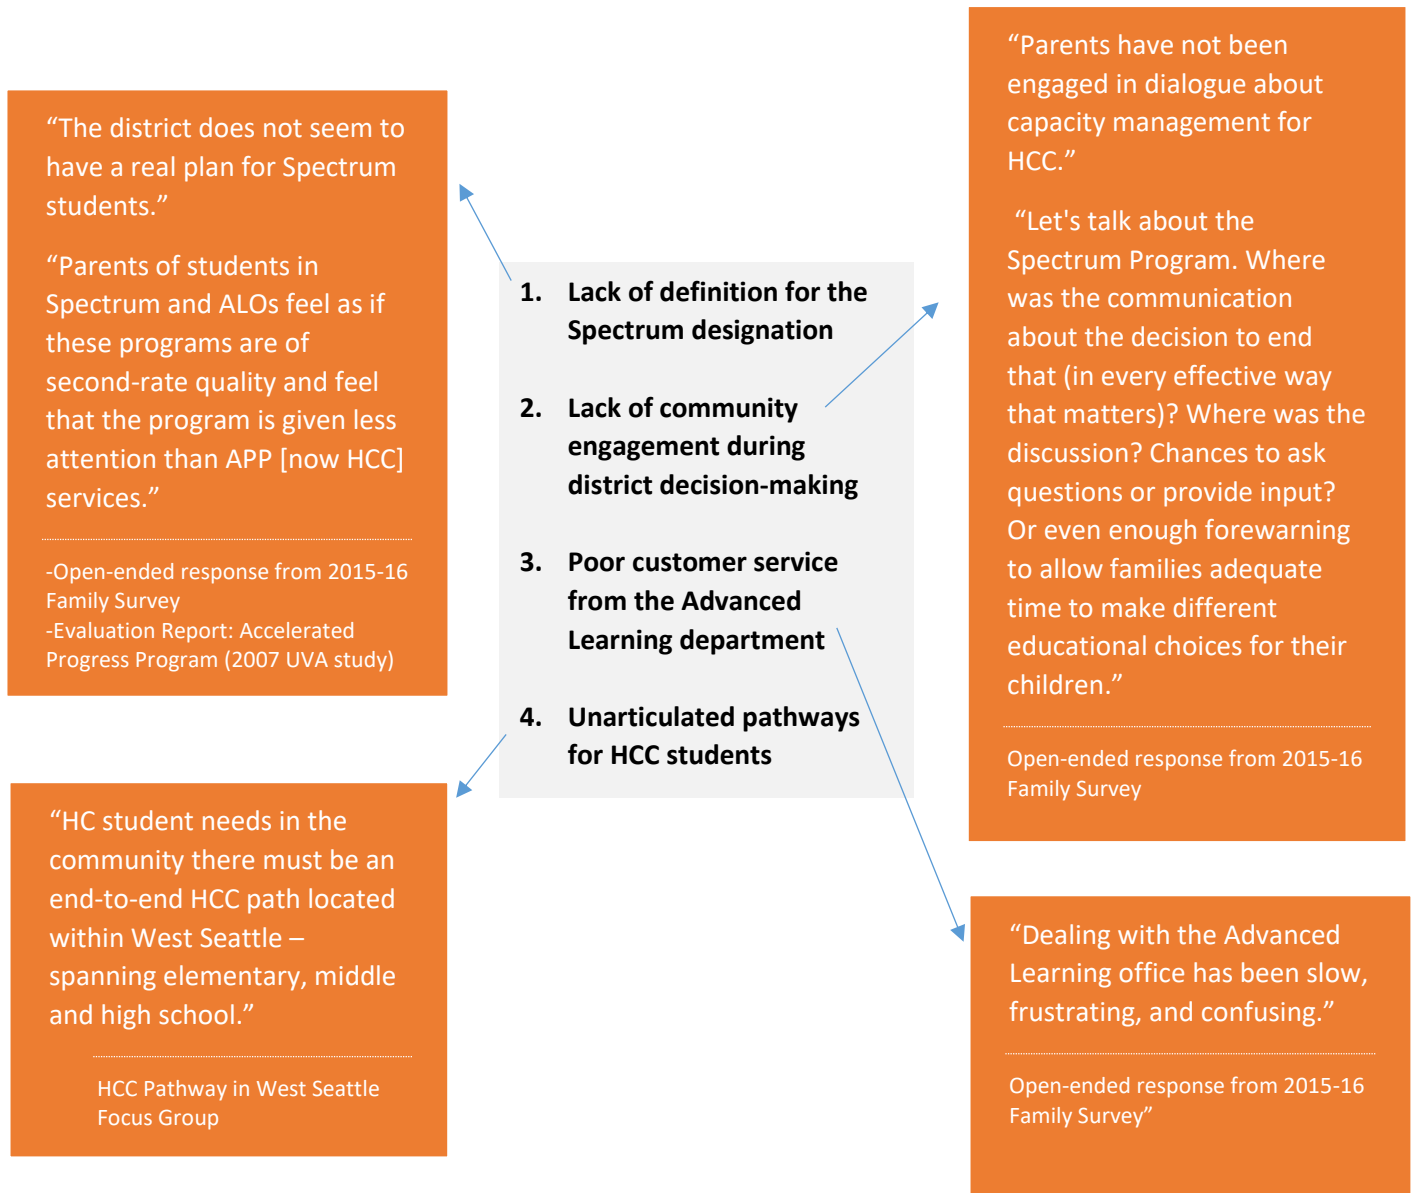 “The district does not seem to
have a real plan for Spectrum
students.”
“Parents of students in
Spectrum and ALOs feel as if
these programs are of
second-rate quality and feel
that the program is given less
attention than APP [now HCC]
services.”
-Open-ended response from 2015-16
Family Survey
-Evaluation Report: Accelerated
Progress Program (2007 UVA study)
1. Lack of definition for the
Spectrum designation
2. Lack of community
engagement during
district decision-making
3. Poor customer service
from the Advanced
Learning department
4. Unarticulated pathways
for HCC students
“Parents have not been
engaged in dialogue about
capacity management for
HCC.”
“Let's talk about the
Spectrum Program. Where
was the communication
about the decision to end
that (in every effective way
that matters)? Where was the
discussion? Chances to ask
questions or provide input?
Or even enough forewarning
to allow families adequate
time to make different
educational choices for their
children.”
Open-ended response from 2015-16
Family Survey
“HC student needs in the
community there must be an
end-to-end HCC path located
within West Seattle –
spanning elementary, middle
and high school.”
HCC Pathway in West Seattle
Focus Group
“Dealing with the Advanced
Learning office has been slow,
frustrating, and confusing.”
Open-ended response from 2015-16
Family Survey”